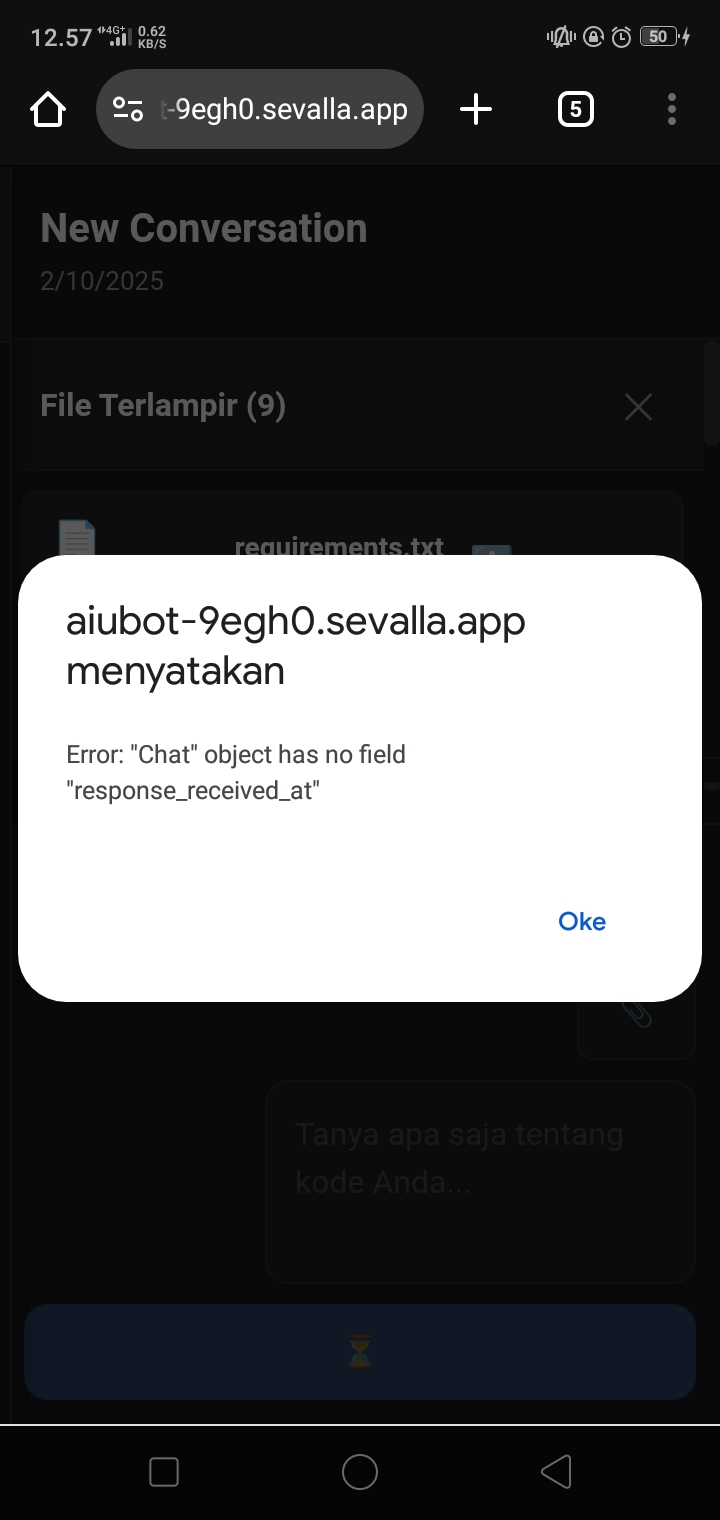 12.57 4G+ 0.62
KB/S
50
-9egh0.sevalla.app
5
New Conversation
2/10/2025
File Terlampir (9)
requirements.txt
aiubot-9egh0.sevalla.app
menyatakan
Error: "Chat" object has no field
"response_received_at"
Oke
Tanya apa saja tentang
kode Anda...